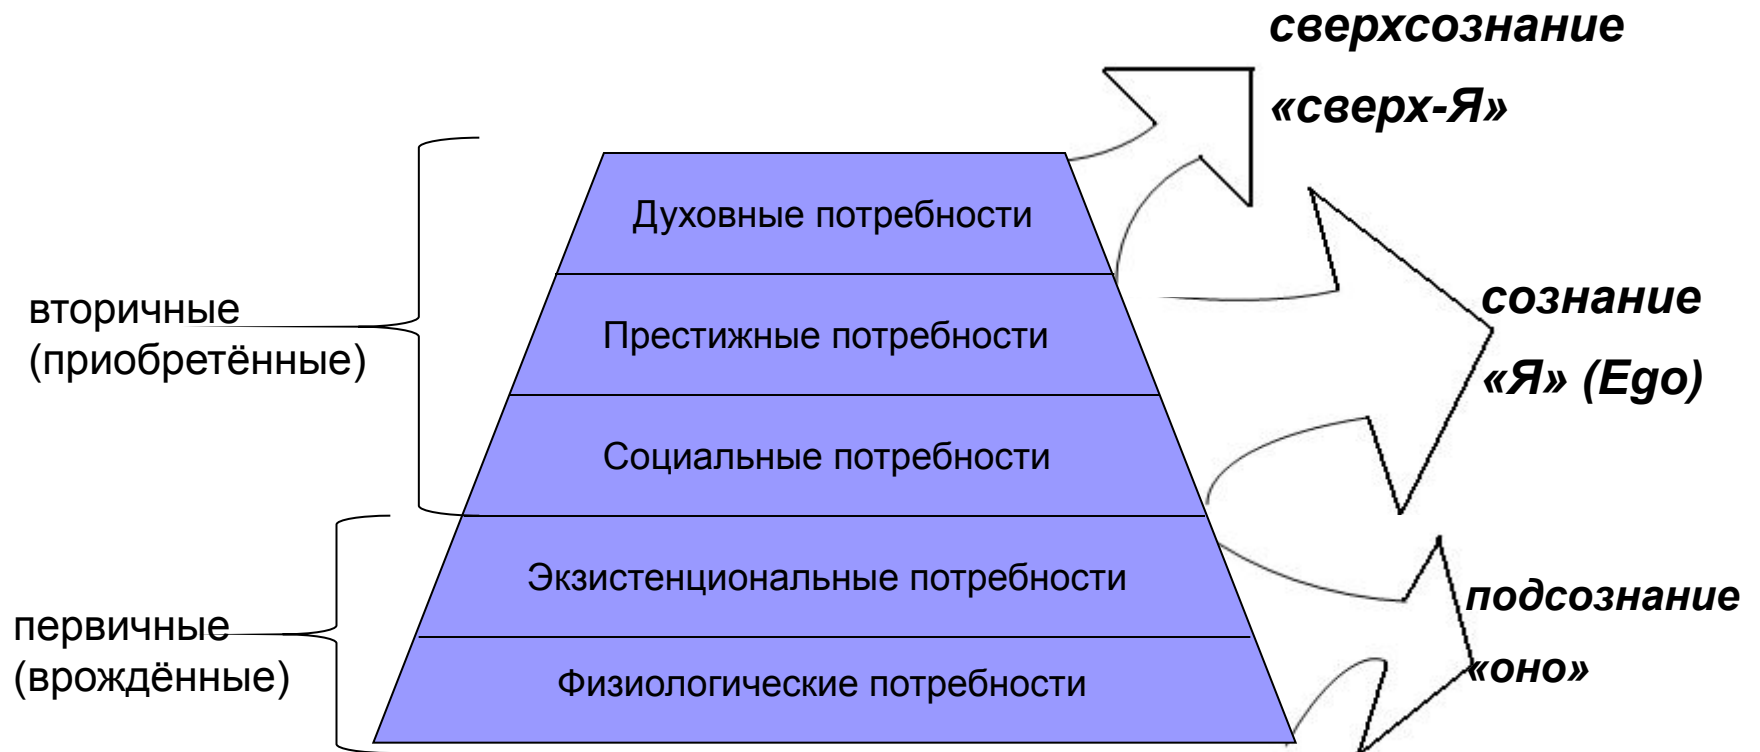 сверхсознание
«сверх-Я»
Духовные потребности
вторичные
(приобретённые)
Престижные потребности
сознание
«Я» (Ego)
Социальные потребности
Экзистенциональные потребности
подсознание
«оно»
первичные
(врождённые)
Физиологические потребности